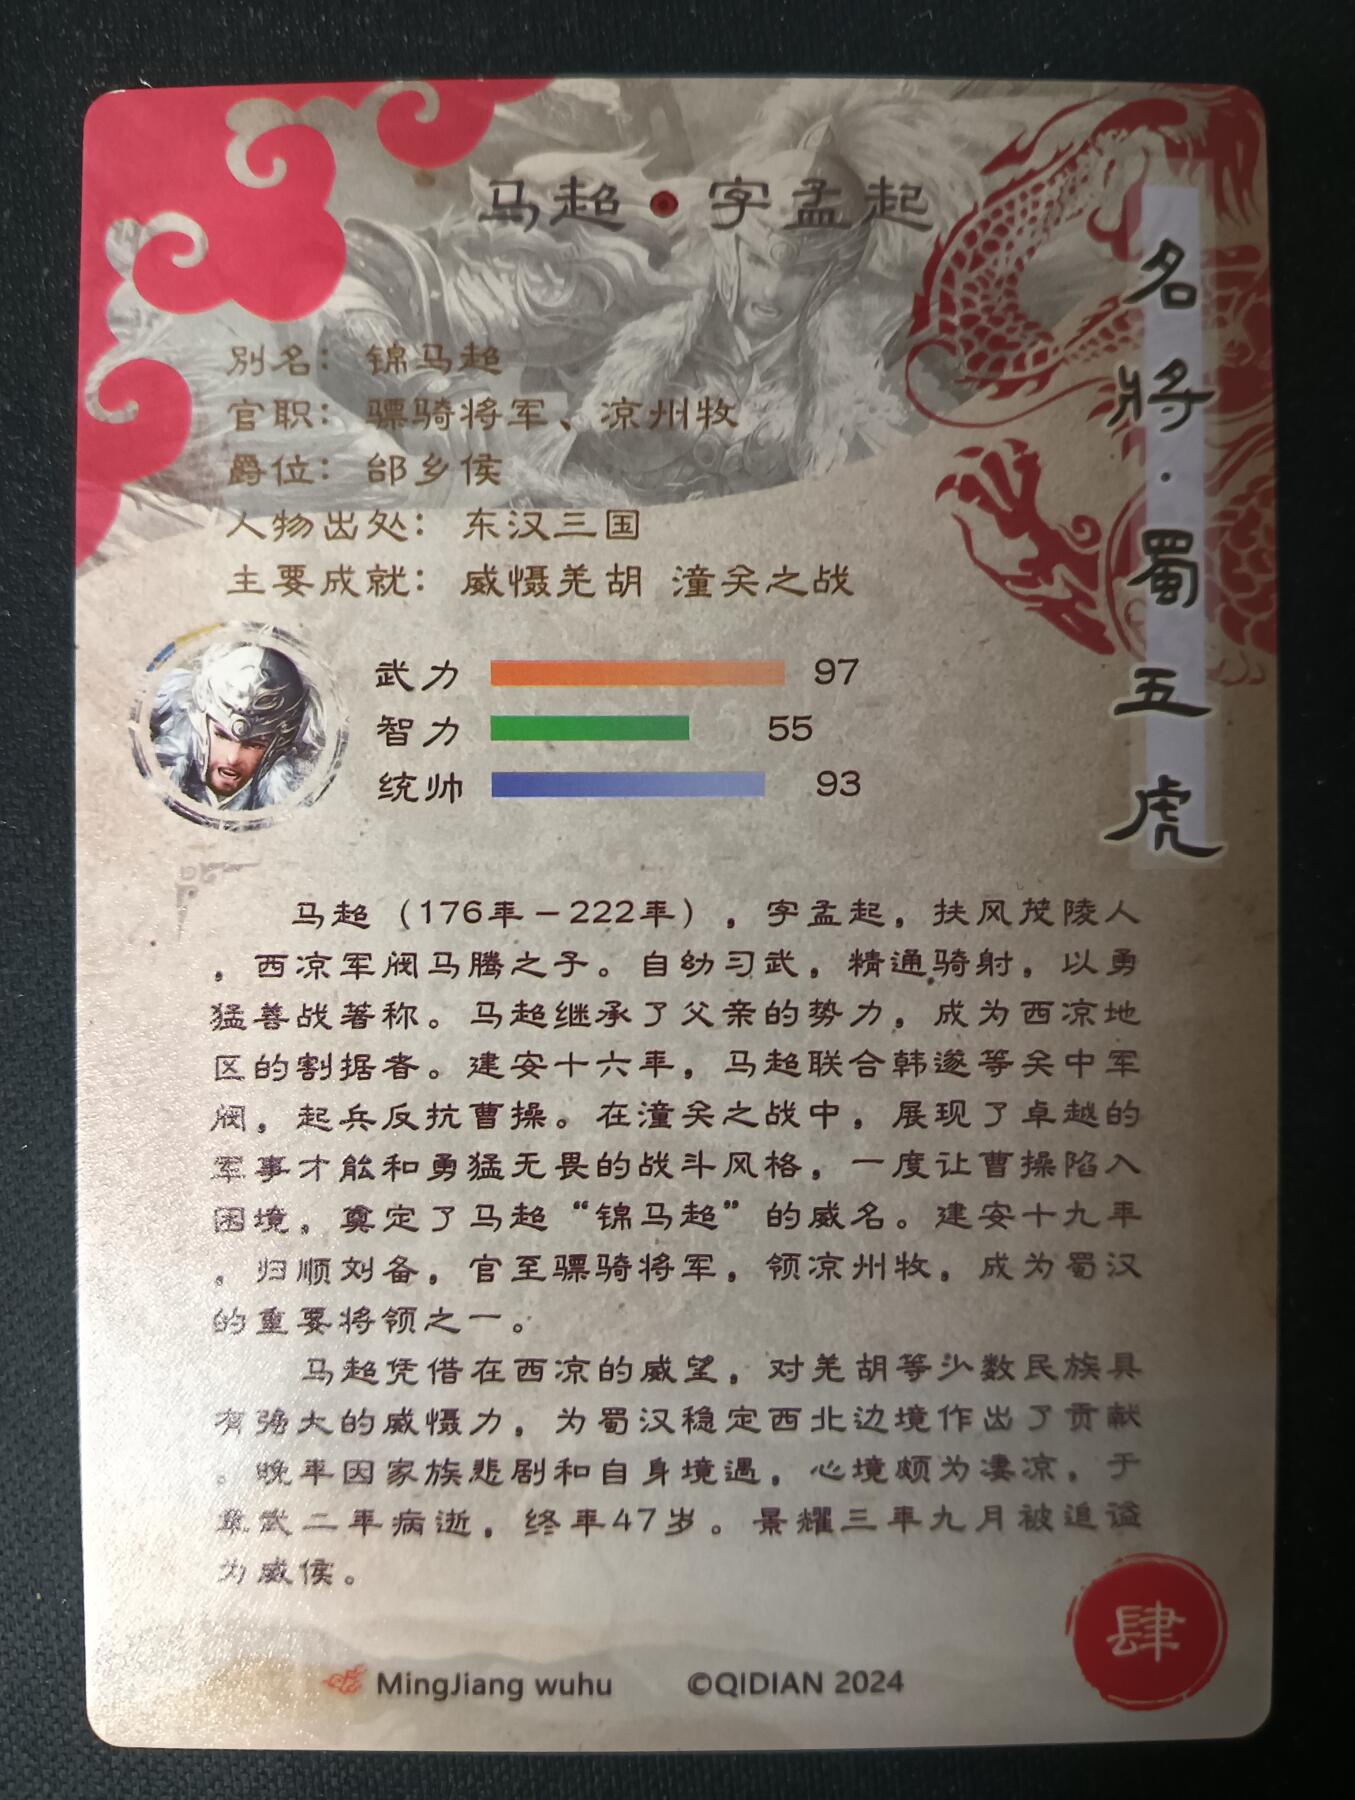 马超•字孟起
名将·蜀五虎
别名：锦马超
官职：骠骑将军、凉州牧
爵位：邰乡侯
人物出处：东汉三国
主要成就：威慑羌胡 潼关之战
武力 97
智力 55
统帅 93
马超（176年－222年），字孟起，扶风茂陵人
，西凉军阀马腾之子。自幼习武，精通骑射，以勇
猛善战著称。马超继承了父亲的势力，成为西凉地
区的割据者。建安十六年，马超联合韩遂等关中军
阀，起兵反抗曹操。在潼关之战中，展现了卓越的
军事才能和勇猛无畏的战斗风格，一度让曹操陷入
困境，奠定了马超“锦马超”的威名。建安十九年
，归顺刘备，官至骠骑将军，领凉州牧，成为蜀汉
的重要将领之一。
马超凭借在西凉的威望，对羌胡等少数民族具
有强大的威慑力，为蜀汉稳定西北边境作出了贡献
。晚年因家族悲剧和自身境遇，心境颇为凄凉，于
章武二年病逝，终年47岁。景耀三年九月被追谥
为威侯。
肆
MingJiang wuhu ©QIDIAN 2024